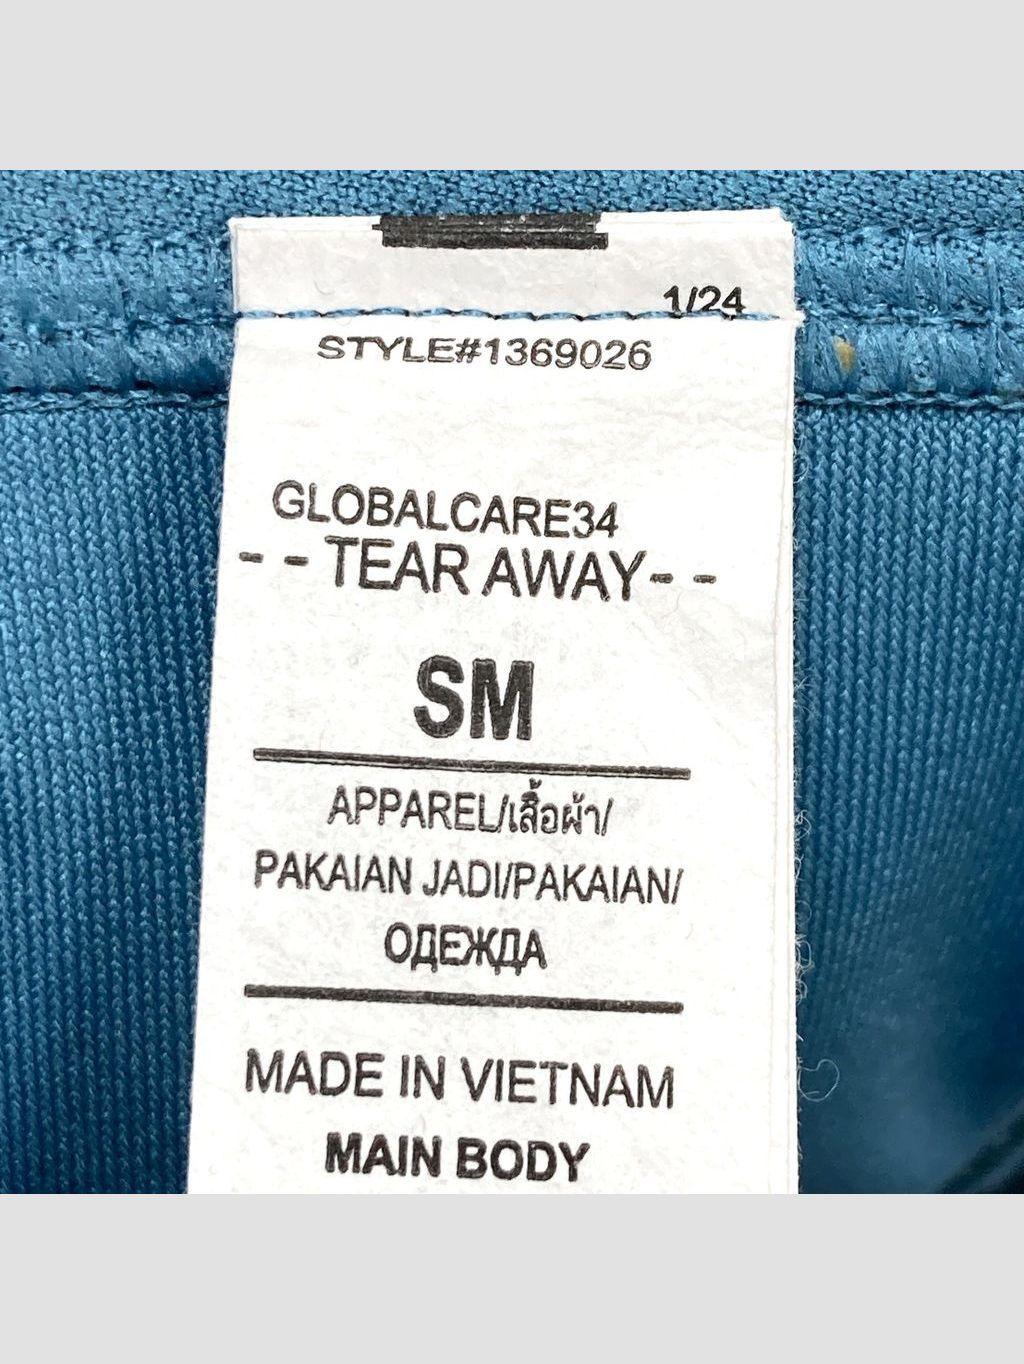 1/24
STYLE#1369026
GLOBALCARE34
- - TEAR AWAY- -
SM
APPAREL/เสื้อผ้า/
PAKAIAN JADI/PAKAIAN/
ОДЕЖДА
MADE IN VIETNAM
MAIN BODY